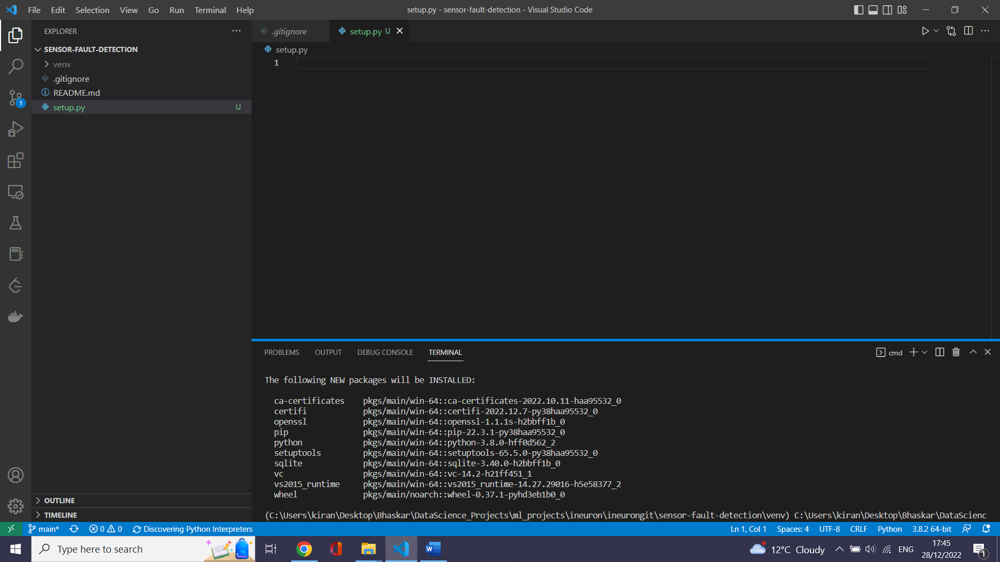 File Edit Selection View Go Run Terminal Help
setup.py - sensor-fault-detection - Visual Studio Code
EXPLORER
SENSOR-FAULT-DETECTION
venv
.gitignore
README.md
setup.py U
1
OUTLINE
TIMELINE
.gitignore
setup.py U
setup.py
1
PROBLEMS OUTPUT DEBUG CONSOLE TERMINAL
cmd
The following NEW packages will be INSTALLED:
ca-certificates pkgs/main/win-64::ca-certificates-2022.10.11-haa95532_0
certifi pkgs/main/win-64::certifi-2022.12.7-py38haa95532_0
openssl pkgs/main/win-64::openssl-1.1.1s-h2bbff1b_0
pip pkgs/main/win-64::pip-22.3.1-py38haa95532_0
python pkgs/main/win-64::python-3.8.0-hff0d562_2
setuptools pkgs/main/win-64::setuptools-65.5.0-py38haa95532_0
sqlite pkgs/main/win-64::sqlite-3.40.0-h2bbff1b_0
vc pkgs/main/win-64::vc-14.2-h21ff451_1
vs2015_runtime pkgs/main/win-64::vs2015_runtime-14.27.29016-h5e58377_2
wheel pkgs/main/noarch::wheel-0.37.1-pyhd3eb1b0_0
(C:\Users\kiran\Desktop\Bhaskar\DataScience_Projects\ml_projects\ineuron\ineurongit\sensor-fault-detection\venv) C:\Users\kiran\Desktop\Bhaskar\DataScienc
main* 0 0 Discovering Python Interpreters
Ln 1, Col 1 Spaces: 4 UTF-8 CRLF Python 3.8.2 64-bit
Type here to search
12°C Cloudy
ENG
17:45
28/12/2022
1